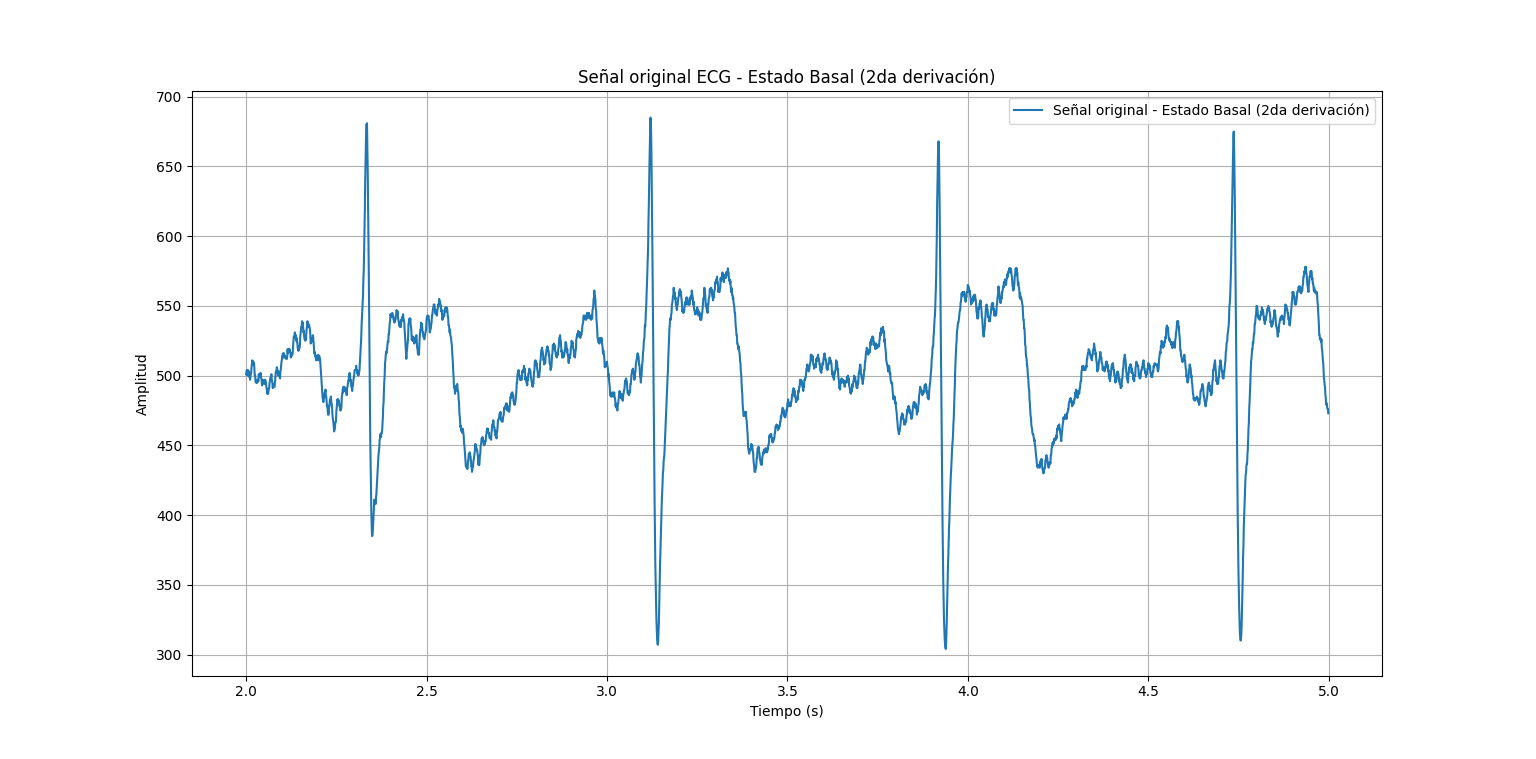 Señal original ECG - Estado Basal (2da derivación)
Señal original - Estado Basal (2da derivación)
700
650
600
550
500
450
400
350
300
Amplitud
2.0 2.5 3.0 3.5 4.0 4.5 5.0
Tiempo (s)